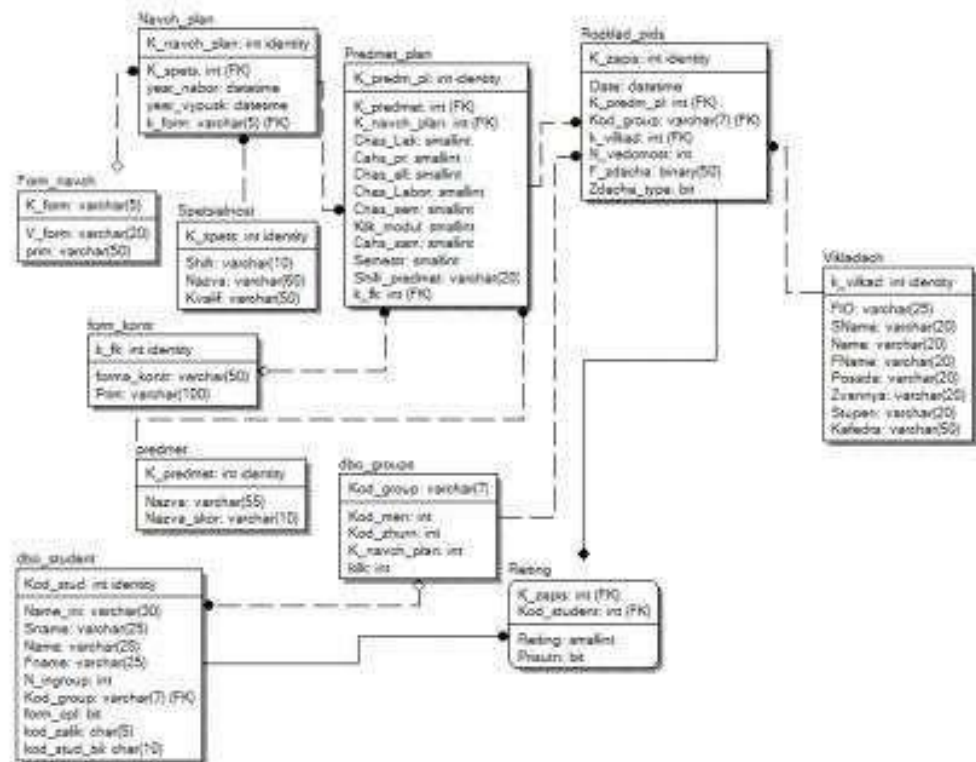 Navch_plan
K_navch_plan: int identity
K_spets: int (FK)
year_nabor: datetime
year_vypusk: datetime
k_form: varchar(5) (FK)
Predmet_plan
K_predm_pl: int identity
K_predmet: int (FK)
K_navch_plan: int (FK)
Chas_Lek: smallint
Cahs_pr: smallint
Chas_all: smallint
Chas_Labor: smallint
Chas_sem: smallint
Kilk_modul: smallint
Cahs_sam: smallint
Semestr: smallint
Shifr_predmet: varchar(20)
k_fk: int (FK)
Rozklad_pids
K_zapis: int identity
Date: datetime
K_predm_pl: int (FK)
Kod_group: varchar(7) (FK)
k_vilkad: int (FK)
N_vedomost: int
F_zdacha: binary(50)
Zdacha_type: bit
Form_navch
K_form: varchar(5)
V_form: varchar(20)
prim: varchar(50)
Spetsialnost
K_spets: int identity
Shifr: varchar(10)
Nazva: varchar(60)
Kvalif: varchar(50)
Vikladach
k_vilkad: int identity
FIO: varchar(25)
SName: varchar(20)
Name: varchar(20)
FName: varchar(20)
Posada: varchar(20)
Zvannya: varchar(25)
Stupen: varchar(20)
Kafedra: varchar(50)
form_kontr
k_fk: int identity
forma_kontr: varchar(50)
Prim: varchar(100)
predmet
K_predmet: int identity
Nazva: varchar(55)
Nazva_skor: varchar(10)
dbo_groups
Kod_group: varchar(7)
Kod_men: int
Kod_zhurn: int
K_navch_plan: int
kilk: int
dbo_student
Kod_stud: int identity
Name_ini: varchar(30)
Sname: varchar(25)
Name: varchar(25)
Fname: varchar(25)
N_ingroup: int
Kod_group: varchar(7) (FK)
form_opl: bit
kod_zalik: char(5)
kod_stud_bil: char(10)
Reiting
K_zapis: int (FK)
Kod_student: int (FK)
Reiting: smallint
Prisutn: bit